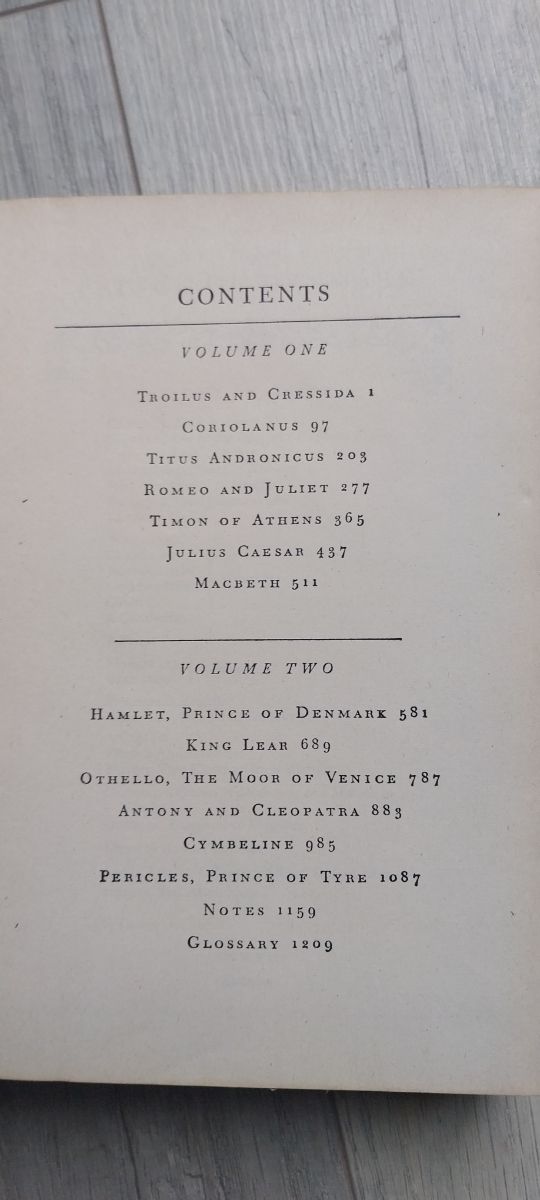 CONTENTS
VOLUME ONE
TROILUS AND CRESSIDA 1
CORIOLANUS 97
TITUS ANDRONICUS 203
ROMEO AND JULIET 277
TIMON OF ATHENS 365
JULIUS CAESAR 437
MACBETH 511
VOLUME TWO
HAMLET, PRINCE OF DENMARK 581
KING LEAR 689
OTHELLO, THE MOOR OF VENICE 787
ANTONY AND CLEOPATRA 883
CYMBELINE 985
PERICLES, PRINCE OF TYRE 1087
NOTES 1159
GLOSSARY 1209